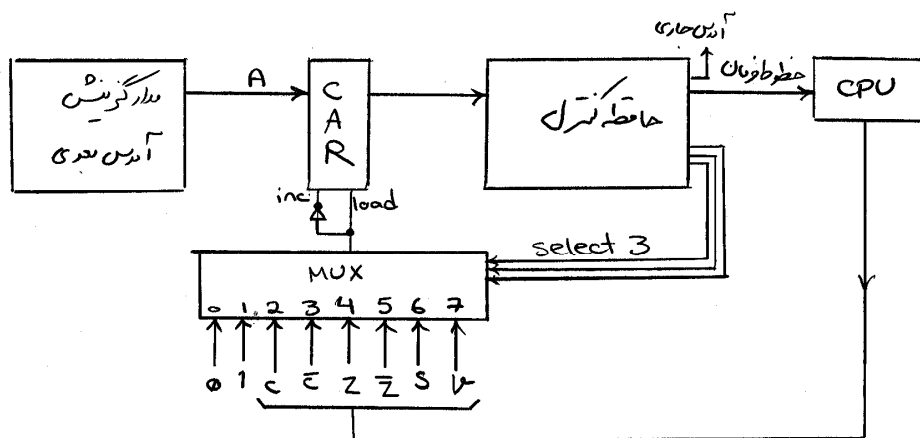 مدار گزینش
آدرس بعدی
A
CAR
inc
load
حافظه کنترل
آدرس جاری
خطوط فرمان
CPU
select 3
MUX
0 1 2 3 4 5 6 7
0 1 C C̅ Z Z̅ S V